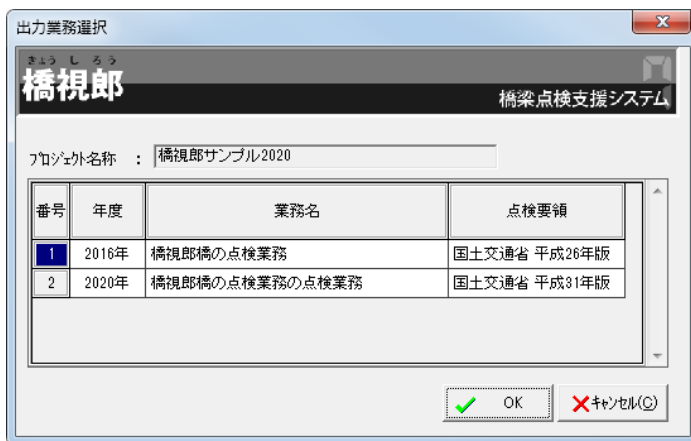 出力業務選択
きょう し ろう
橋視郎
橋梁点検支援システム
プロジェクト名称 : 橋視郎サンプル2020
番号 年度 業務名 点検要領
1 2016年 橋視郎橋の点検業務 国土交通省 平成26年版
2 2020年 橋視郎橋の点検業務の点検業務 国土交通省 平成31年版
OK キャンセル(C)